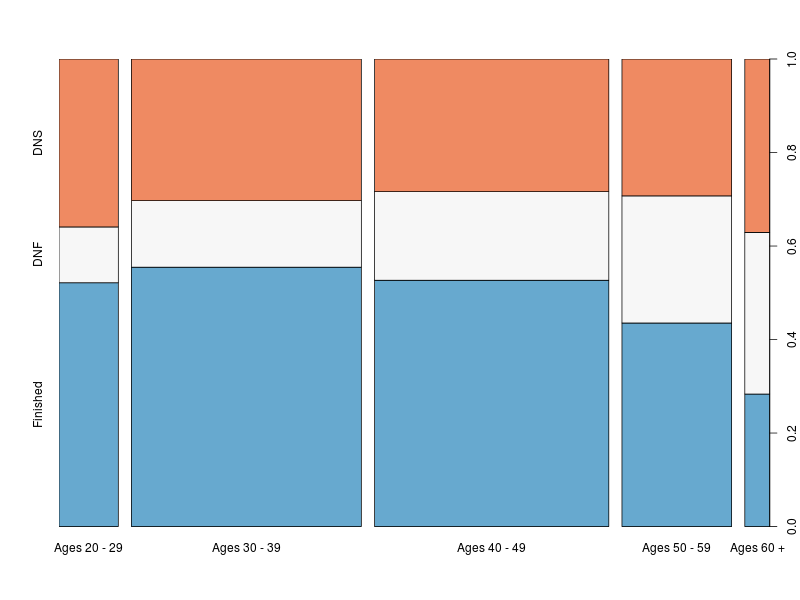 DNS
DNF
Finished
1.0
0.8
0.6
0.4
0.2
0.0
Ages 20 - 29
Ages 30 - 39
Ages 40 - 49
Ages 50 - 59
Ages 60 +